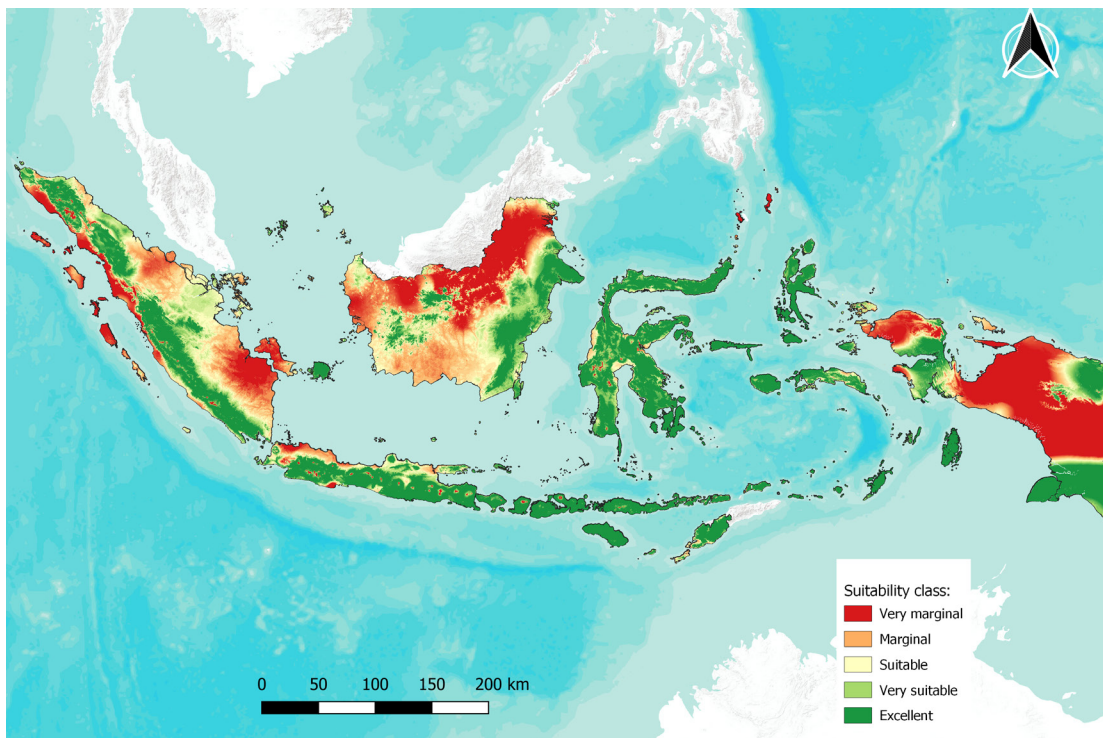 Suitability class:
Very marginal
Marginal
Suitable
Very suitable
Excellent
0 50 100 150 200 km